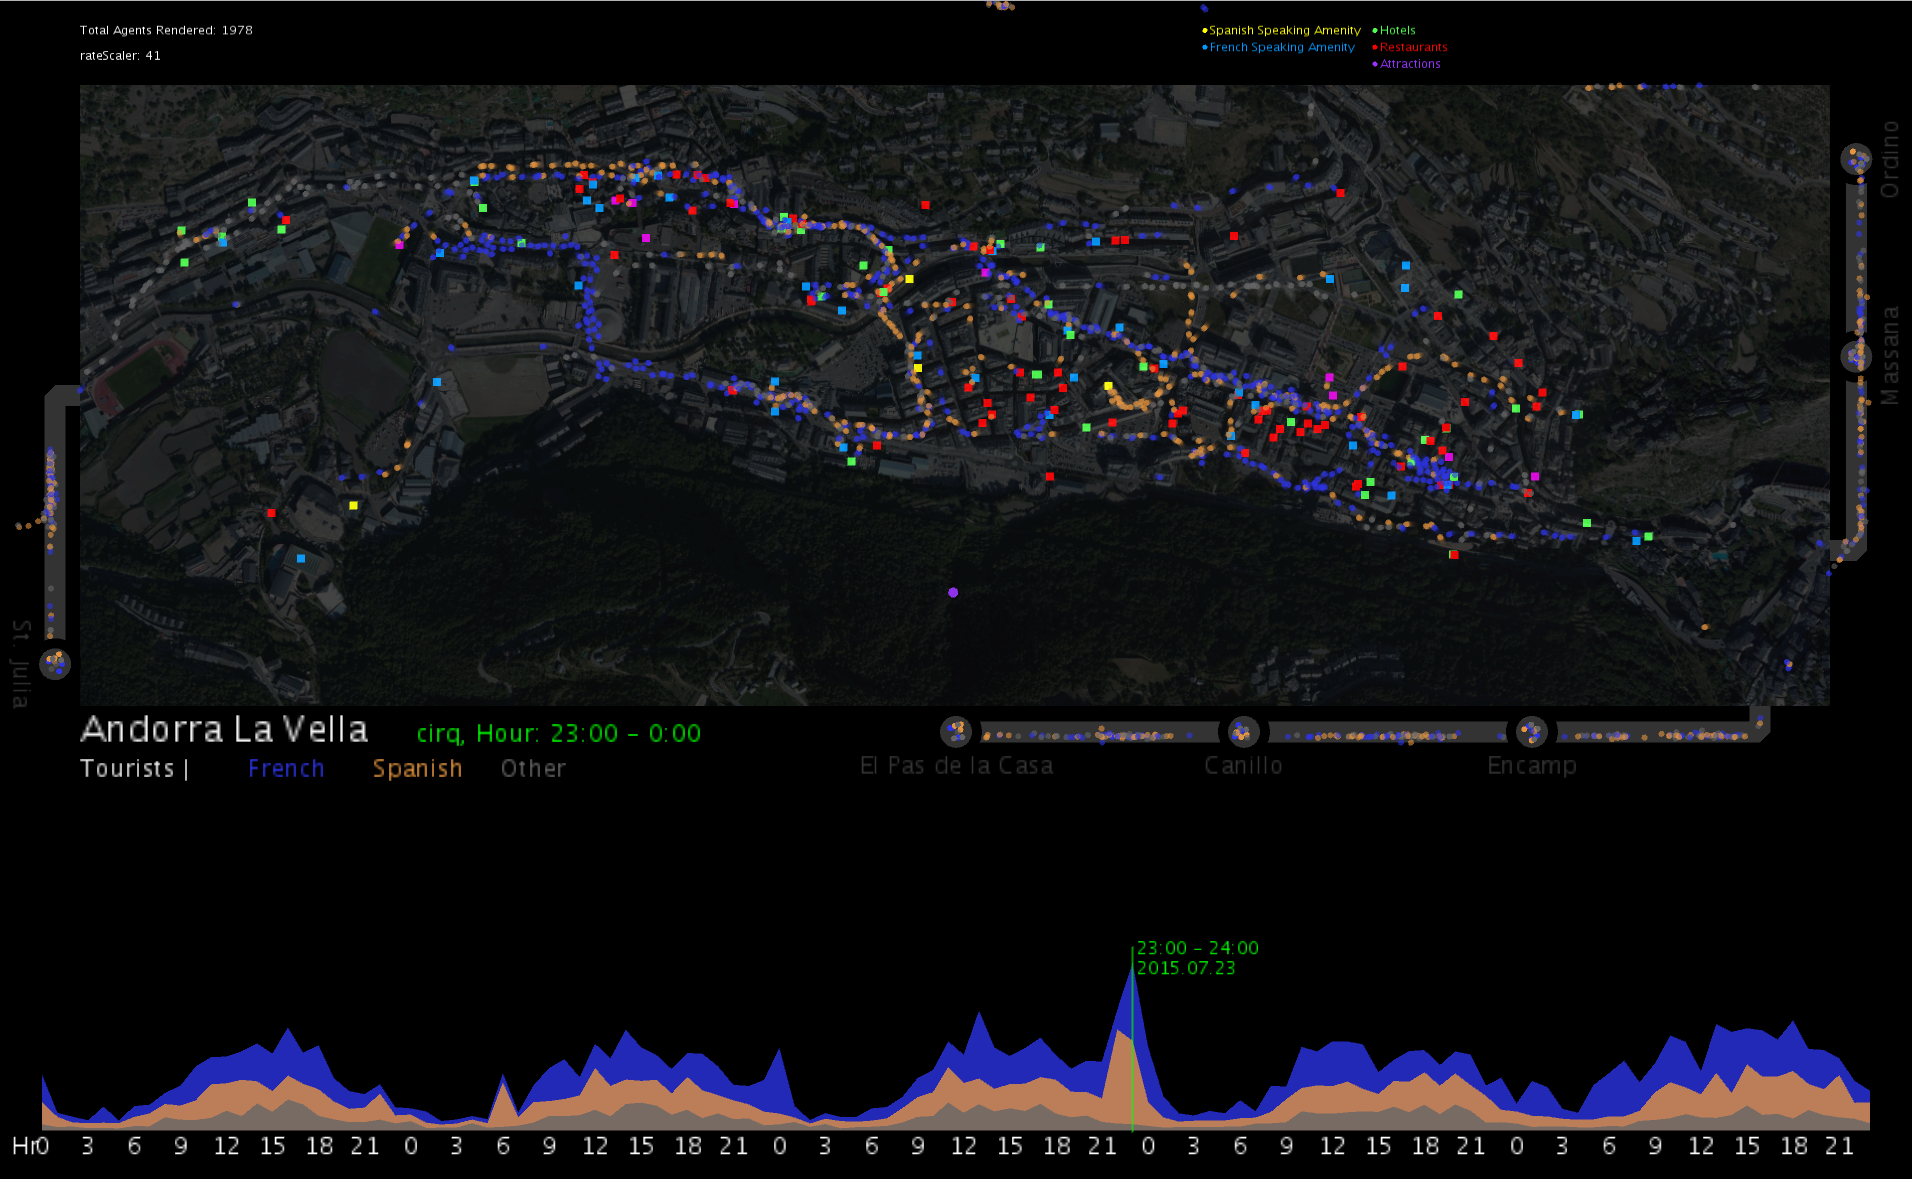 Total Agents Rendered: 1978
rateScaler: 41
Spanish Speaking Amenity
French Speaking Amenity
Hotels
Restaurants
Attractions
Ordino
Massana
St. Julia
Andorra La Vella
cirq, Hour: 23:00 – 0:00
Tourists |
French
Spanish
Other
El Pas de la Casa
Canillo
Encamp
23:00 – 24:00
2015.07.23
Hr 0 3 6 9 12 15 18 21 0 3 6 9 12 15 18 21 0 3 6 9 12 15 18 21 0 3 6 9 12 15 18 21 0 3 6 9 12 15 18 21